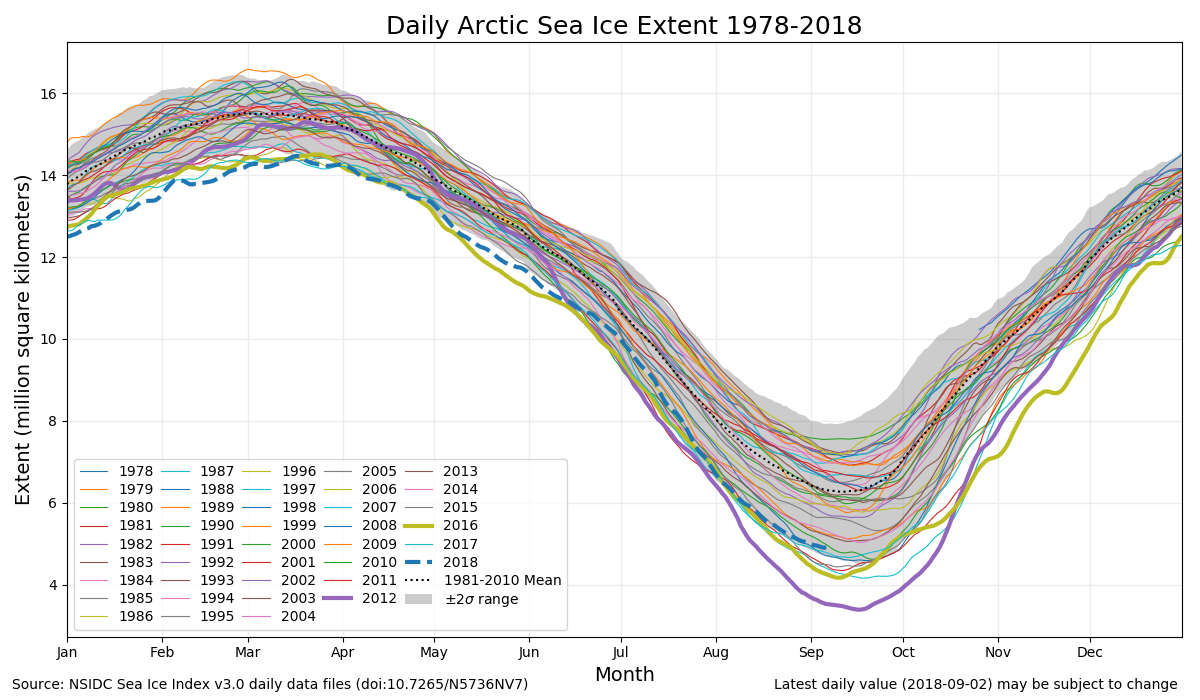 Daily Arctic Sea Ice Extent 1978-2018
Extent (million square kilometers)
16
14
12
10
8
6
4
1978 1987 1996 2005 2013
1979 1988 1997 2006 2014
1980 1989 1998 2007 2015
1981 1990 1999 2008 2016
1982 1991 2000 2009 2017
1983 1992 2001 2010 2018
1984 1993 2002 2011 1981-2010 Mean
1985 1994 2003 2012 ±2σ range
1986 1995 2004
Jan Feb Mar Apr May Jun Jul Aug Sep Oct Nov Dec
Month
Source: NSIDC Sea Ice Index v3.0 daily data files (doi:10.7265/N5736NV7)
Latest daily value (2018-09-02) may be subject to change